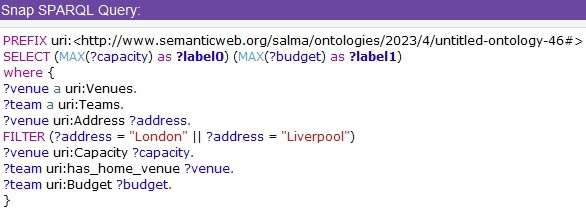 Snap SPARQL Query:
PREFIX uri:<http://www.semanticweb.org/salma/ontologies/2023/4/untitled-ontology-46#>
SELECT (MAX(?capacity) as ?label0) (MAX(?budget) as ?label1)
where {
?venue a uri:Venues.
?team a uri:Teams.
?venue uri:Address ?address.
FILTER (?address = "London" || ?address = "Liverpool")
?venue uri:Capacity ?capacity.
?team uri:has_home_venue ?venue.
?team uri:Budget ?budget.
}